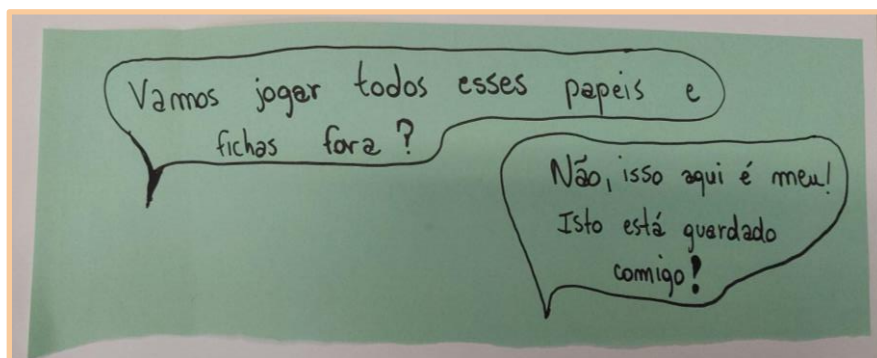 Vamos jogar todos esses papeis e
fichas fora?
Não, isso aqui é meu!
Isto está guardado
comigo!